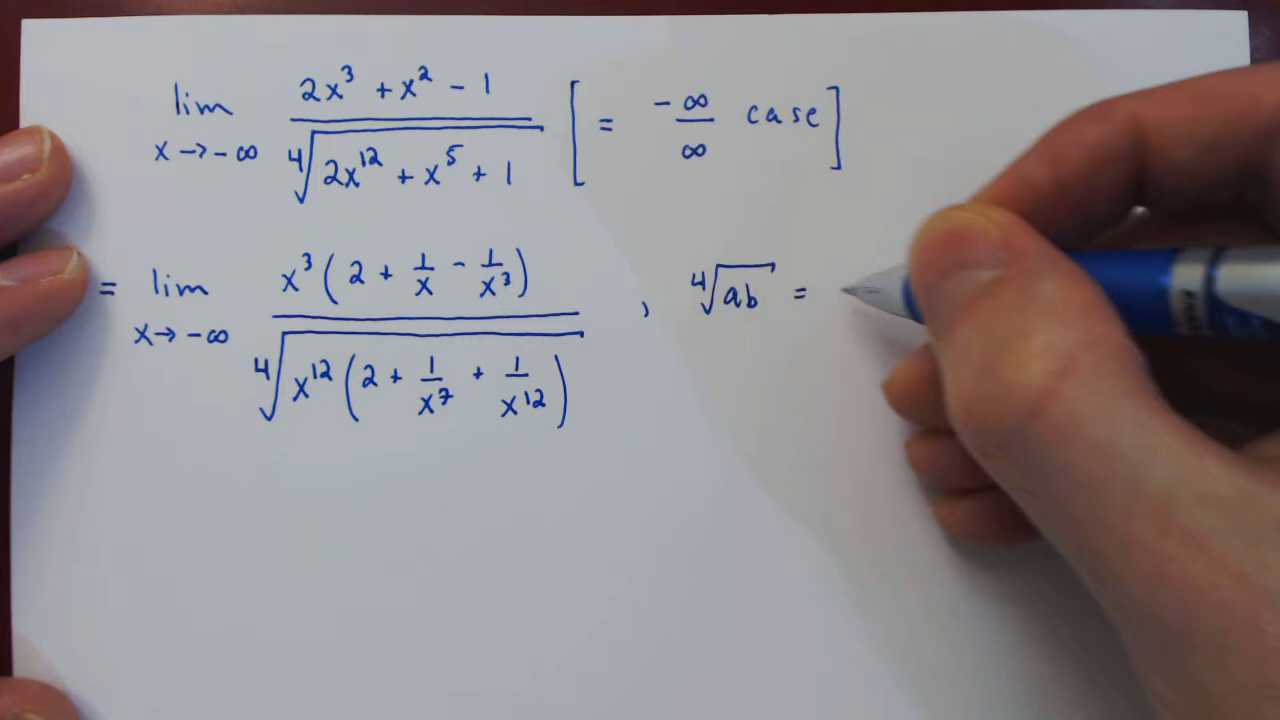 lim x→-∞ (2x³ + x² - 1)/(⁴√(2x¹² + x⁵ + 1)) [= -∞/∞ case]
= lim x→-∞ (x³(2 + 1/x - 1/x³))/(⁴√(x¹²(2 + 1/x⁷ + 1/x¹²))) , ⁴√(ab) =